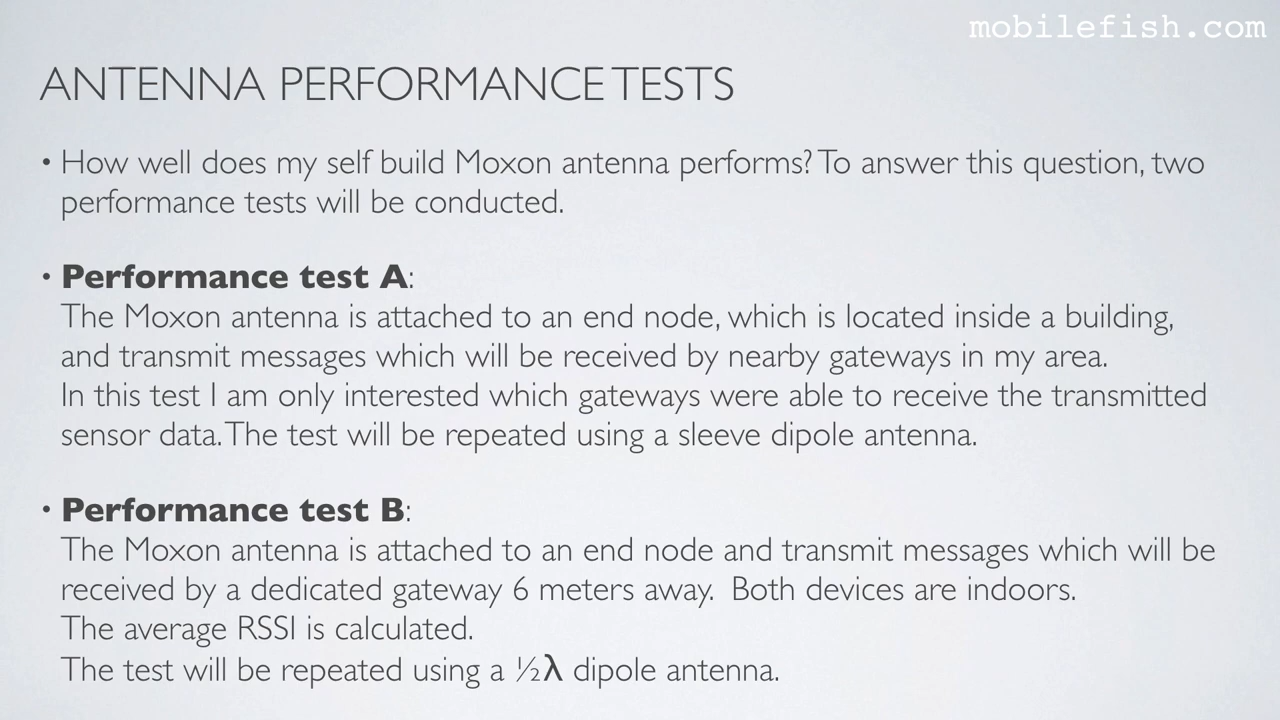 mobilefish.com
ANTENNA PERFORMANCE TESTS
• How well does my self build Moxon antenna performs? To answer this question, two
performance tests will be conducted.
• Performance test A:
The Moxon antenna is attached to an end node, which is located inside a building,
and transmit messages which will be received by nearby gateways in my area.
In this test I am only interested which gateways were able to receive the transmitted
sensor data. The test will be repeated using a sleeve dipole antenna.
• Performance test B:
The Moxon antenna is attached to an end node and transmit messages which will be
received by a dedicated gateway 6 meters away. Both devices are indoors.
The average RSSI is calculated.
The test will be repeated using a ½λ dipole antenna.